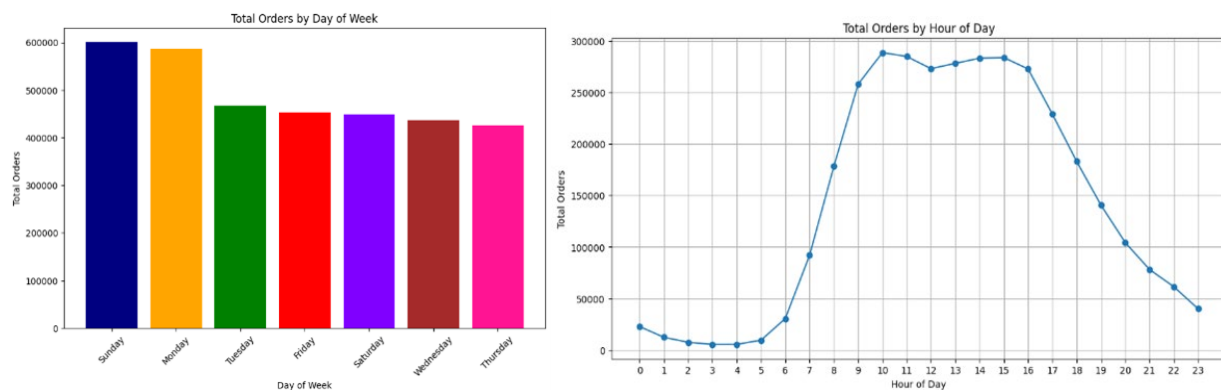 Total Orders by Day of Week
600000
500000
400000
300000
200000
100000
0
Total Orders
Sunday
Monday
Tuesday
Friday
Saturday
Wednesday
Thursday
Day of Week
Total Orders by Hour of Day
300000
250000
200000
150000
100000
50000
0
Total Orders
0 1 2 3 4 5 6 7 8 9 10 11 12 13 14 15 16 17 18 19 20 21 22 23
Hour of Day